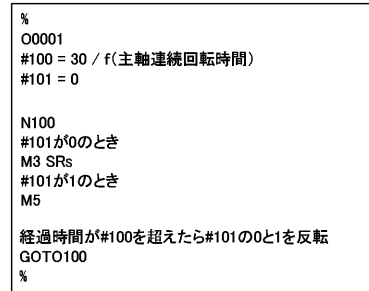 %
O0001
#100 = 30 / f(主軸連続回転時間)
#101 = 0
N100
#101が0のとき
M3 SRs
#101が1のとき
M5
経過時間が#100を超えたら#101の0と1を反転
GOTO100
%